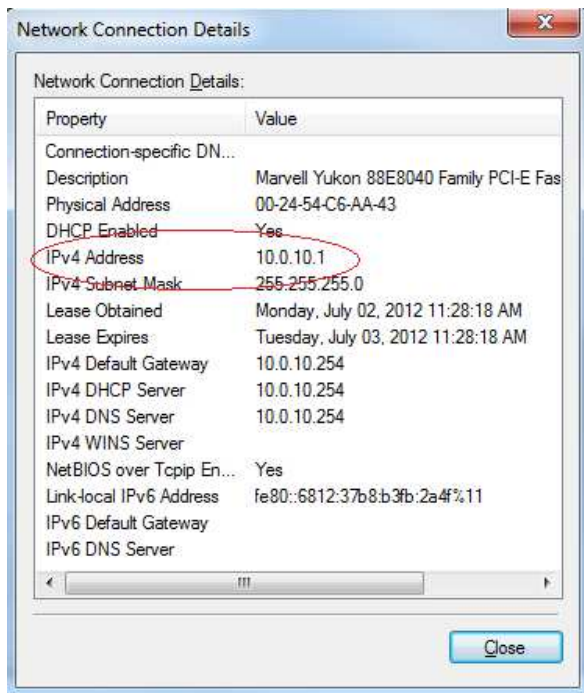 Network Connection Details
Network Connection Details:
Property Value
Connection-specific DN...
Description Marvell Yukon 88E8040 Family PCI-E Fas
Physical Address 00-24-54-C6-AA-43
DHCP Enabled Yes
IPv4 Address 10.0.10.1
IPv4 Subnet Mask 255.255.255.0
Lease Obtained Monday, July 02, 2012 11:28:18 AM
Lease Expires Tuesday, July 03, 2012 11:28:18 AM
IPv4 Default Gateway 10.0.10.254
IPv4 DHCP Server 10.0.10.254
IPv4 DNS Server 10.0.10.254
IPv4 WINS Server
NetBIOS over Tcpip En... Yes
Link-local IPv6 Address fe80::6812:37b8:b3fb:2a4f%11
IPv6 Default Gateway
IPv6 DNS Server
Close